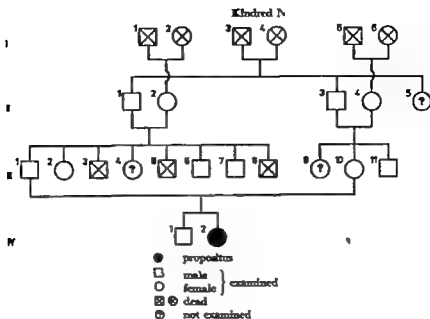 Kindred
I
1 2 3 4 5 6
II
1 2 3 4 5
?
III
1 2 3 4 5 6 7 8 9 10 11
? ?
IV
1 2
propositus
male
female } examined
dead
? not examined